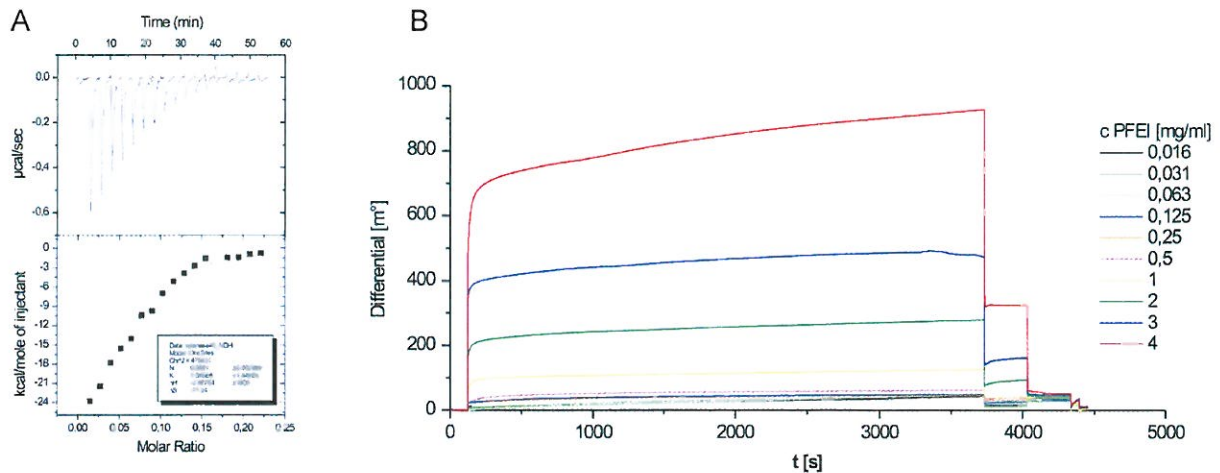 A
Time (min)
0 10 20 30 40 50 60
0,0
-0,2
-0,4
-0,6
µcal/sec
0
-3
-6
-9
-12
-15
-18
-21
-24
kcal/mole of injectant
0.00 0.05 0.10 0.15 0.20 0.25
Molar Ratio
B
1000
800
600
400
200
0
Differential [m°]
0 1000 2000 3000 4000 5000
t [s]
c PFEI [mg/ml]
0,016
0,031
0,063
0,125
0,25
0,5
1
2
3
4